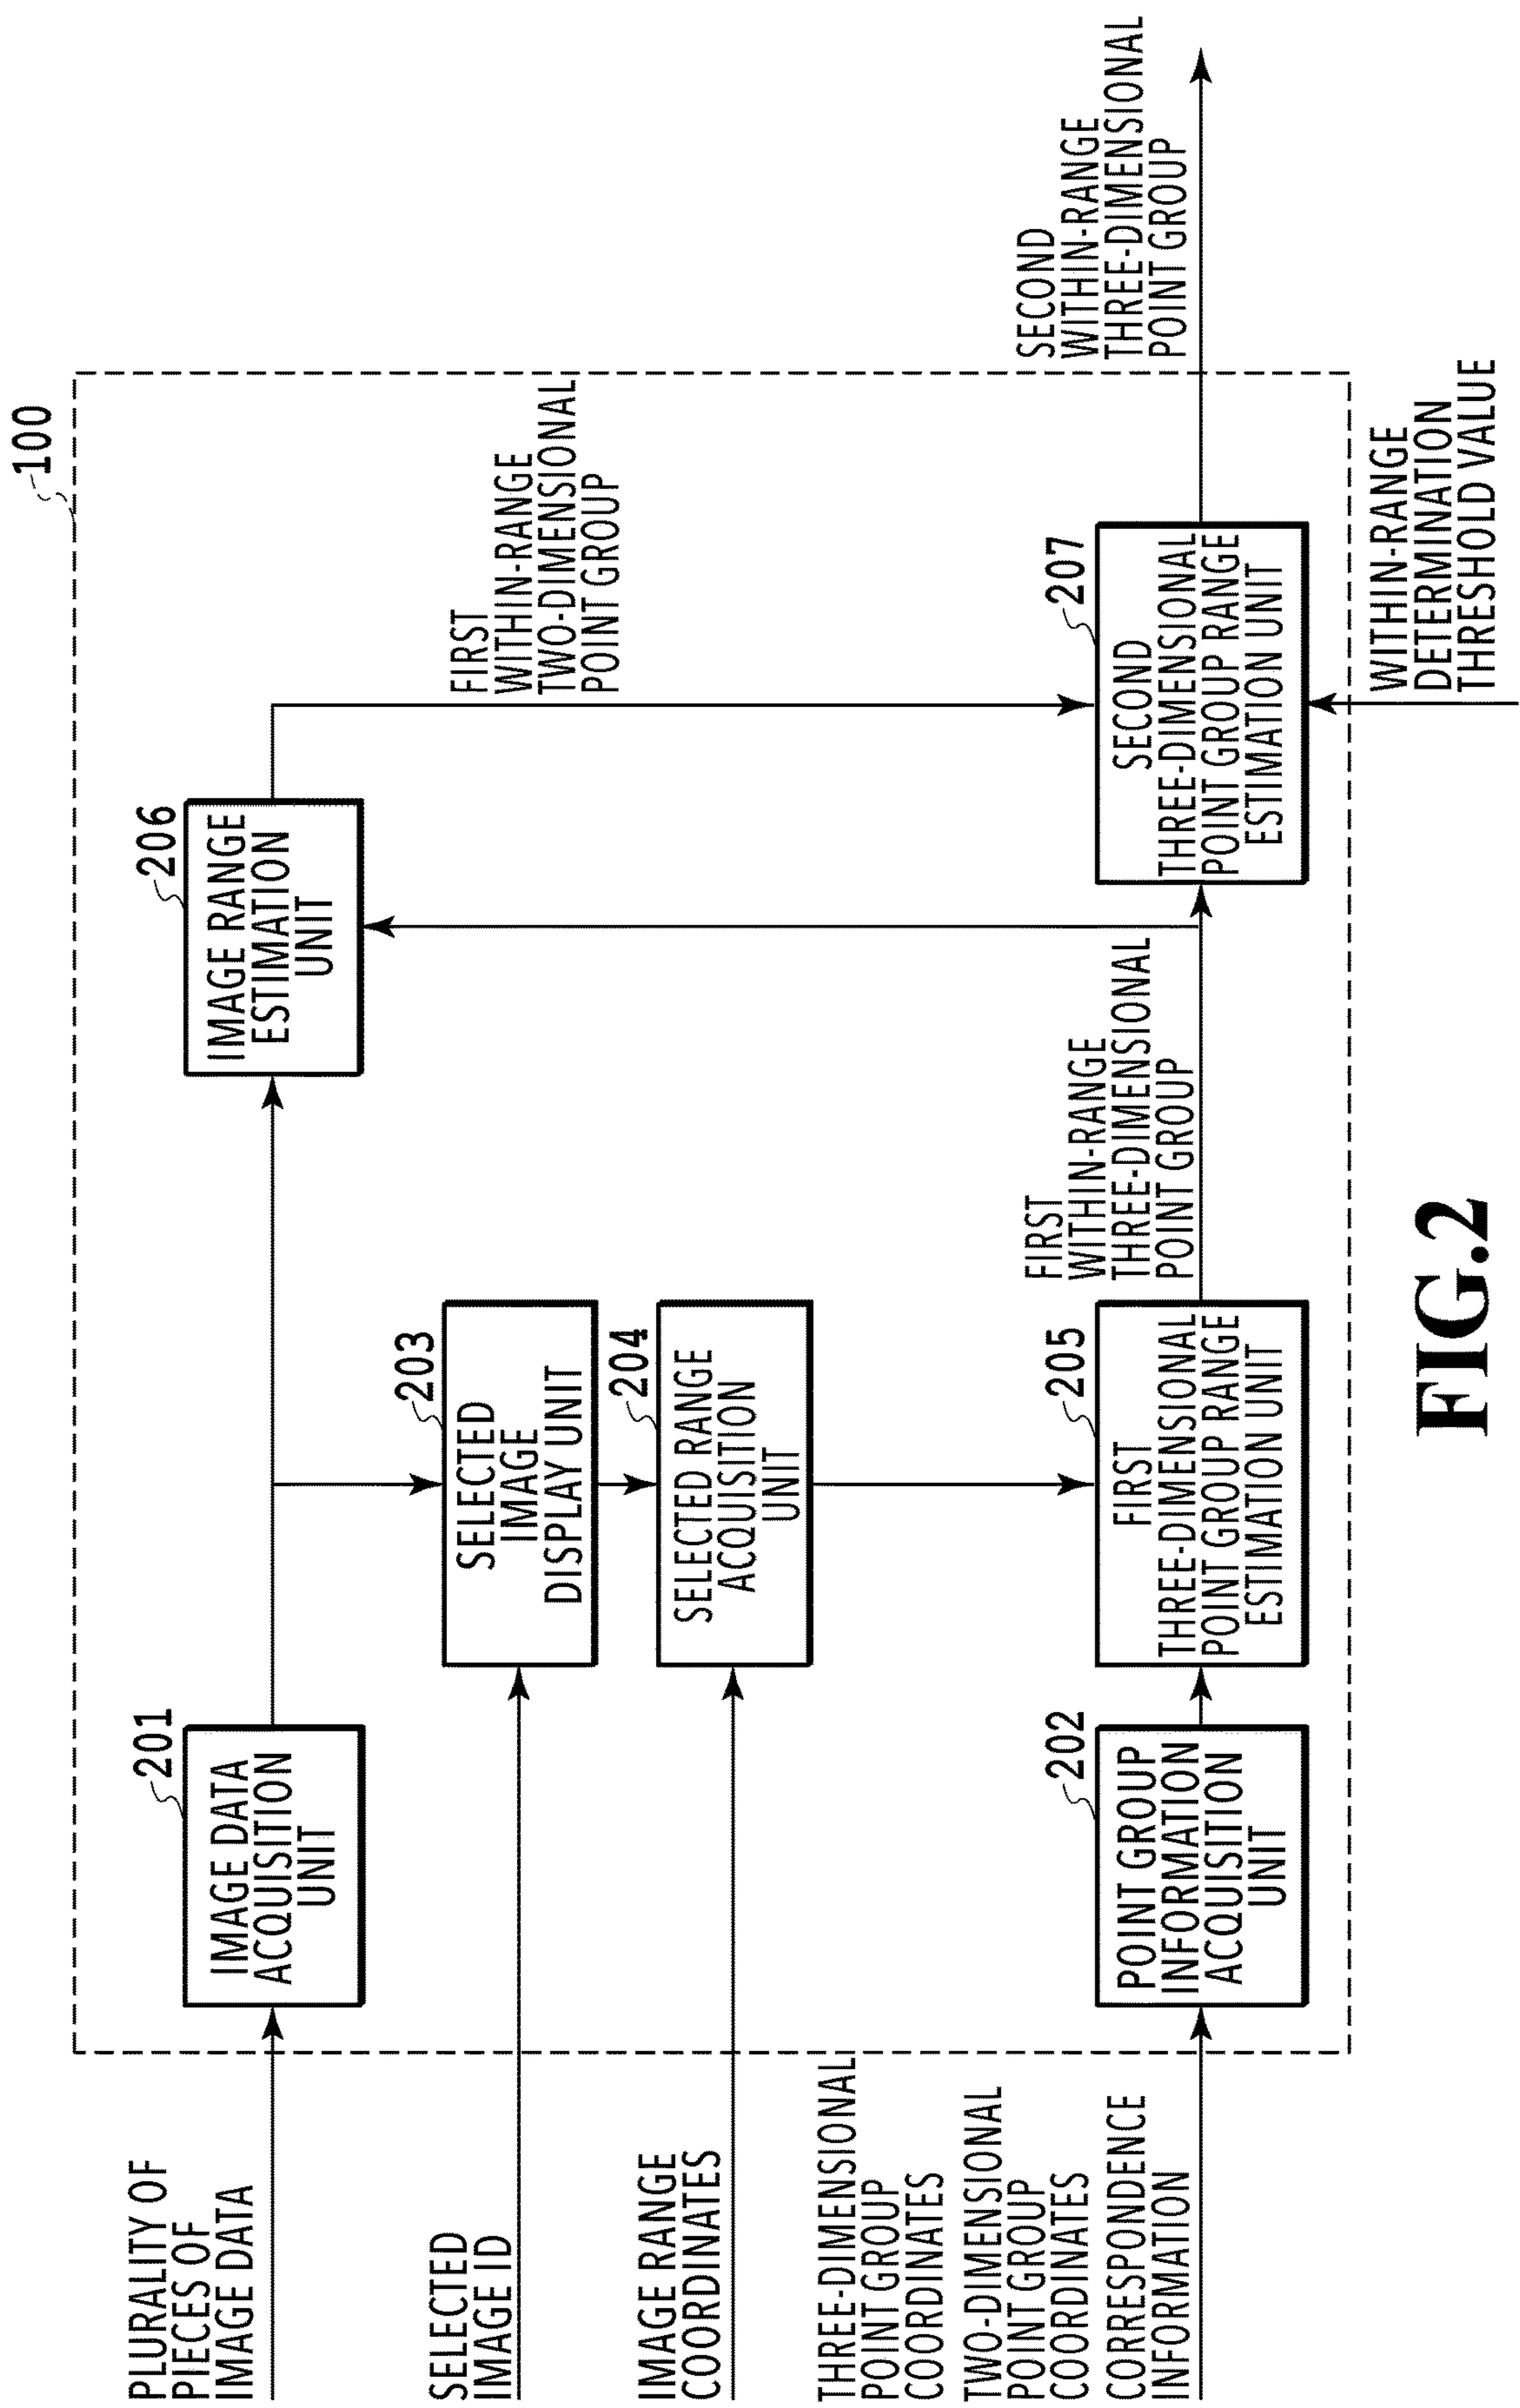 100
PLURALITY OF
PIECES OF
IMAGE DATA
201
IMAGE DATA
ACQUISITION
UNIT
206
IMAGE RANGE
ESTIMATION
UNIT
SELECTED
IMAGE ID
203
SELECTED
IMAGE
DISPLAY UNIT
FIRST
WITHIN-RANGE
TWO-DIMENSIONAL
POINT GROUP
IMAGE RANGE
COORDINATES
204
SELECTED RANGE
ACQUISITION
UNIT
THREE-DIMENSIONAL
POINT GROUP
COORDINATES
TWO-DIMENSIONAL
POINT GROUP
COORDINATES
CORRESPONDENCE
INFORMATION
202
POINT GROUP
INFORMATION
ACQUISITION
UNIT
205
FIRST
THREE-DIMENSIONAL
POINT GROUP RANGE
ESTIMATION UNIT
FIRST
WITHIN-RANGE
THREE-DIMENSIONAL
POINT GROUP
207
SECOND
THREE-DIMENSIONAL
POINT GROUP RANGE
ESTIMATION UNIT
SECOND
WITHIN-RANGE
THREE-DIMENSIONAL
POINT GROUP
WITHIN-RANGE
DETERMINATION
THRESHOLD VALUE
FIG.2